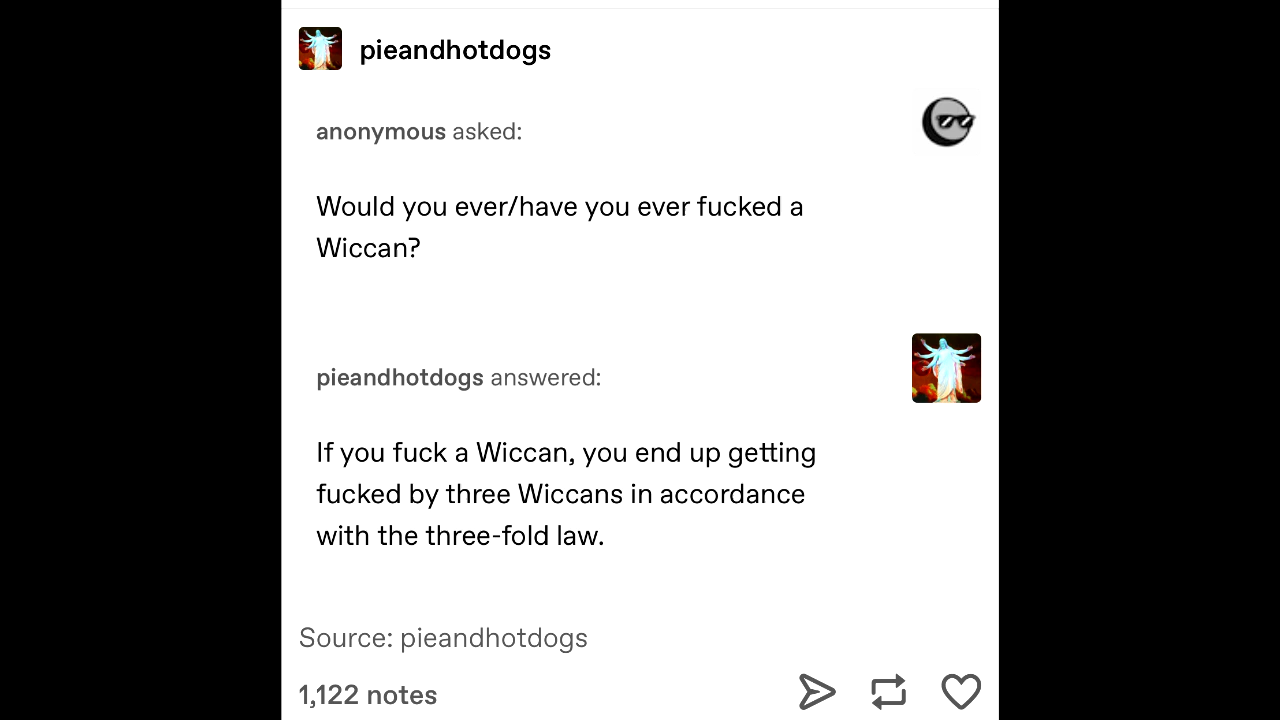 pieandhotdogs
anonymous asked:
Would you ever/have you ever fucked a
Wiccan?
pieandhotdogs answered:
If you fuck a Wiccan, you end up getting
fucked by three Wiccans in accordance
with the three-fold law.
Source: pieandhotdogs
1,122 notes